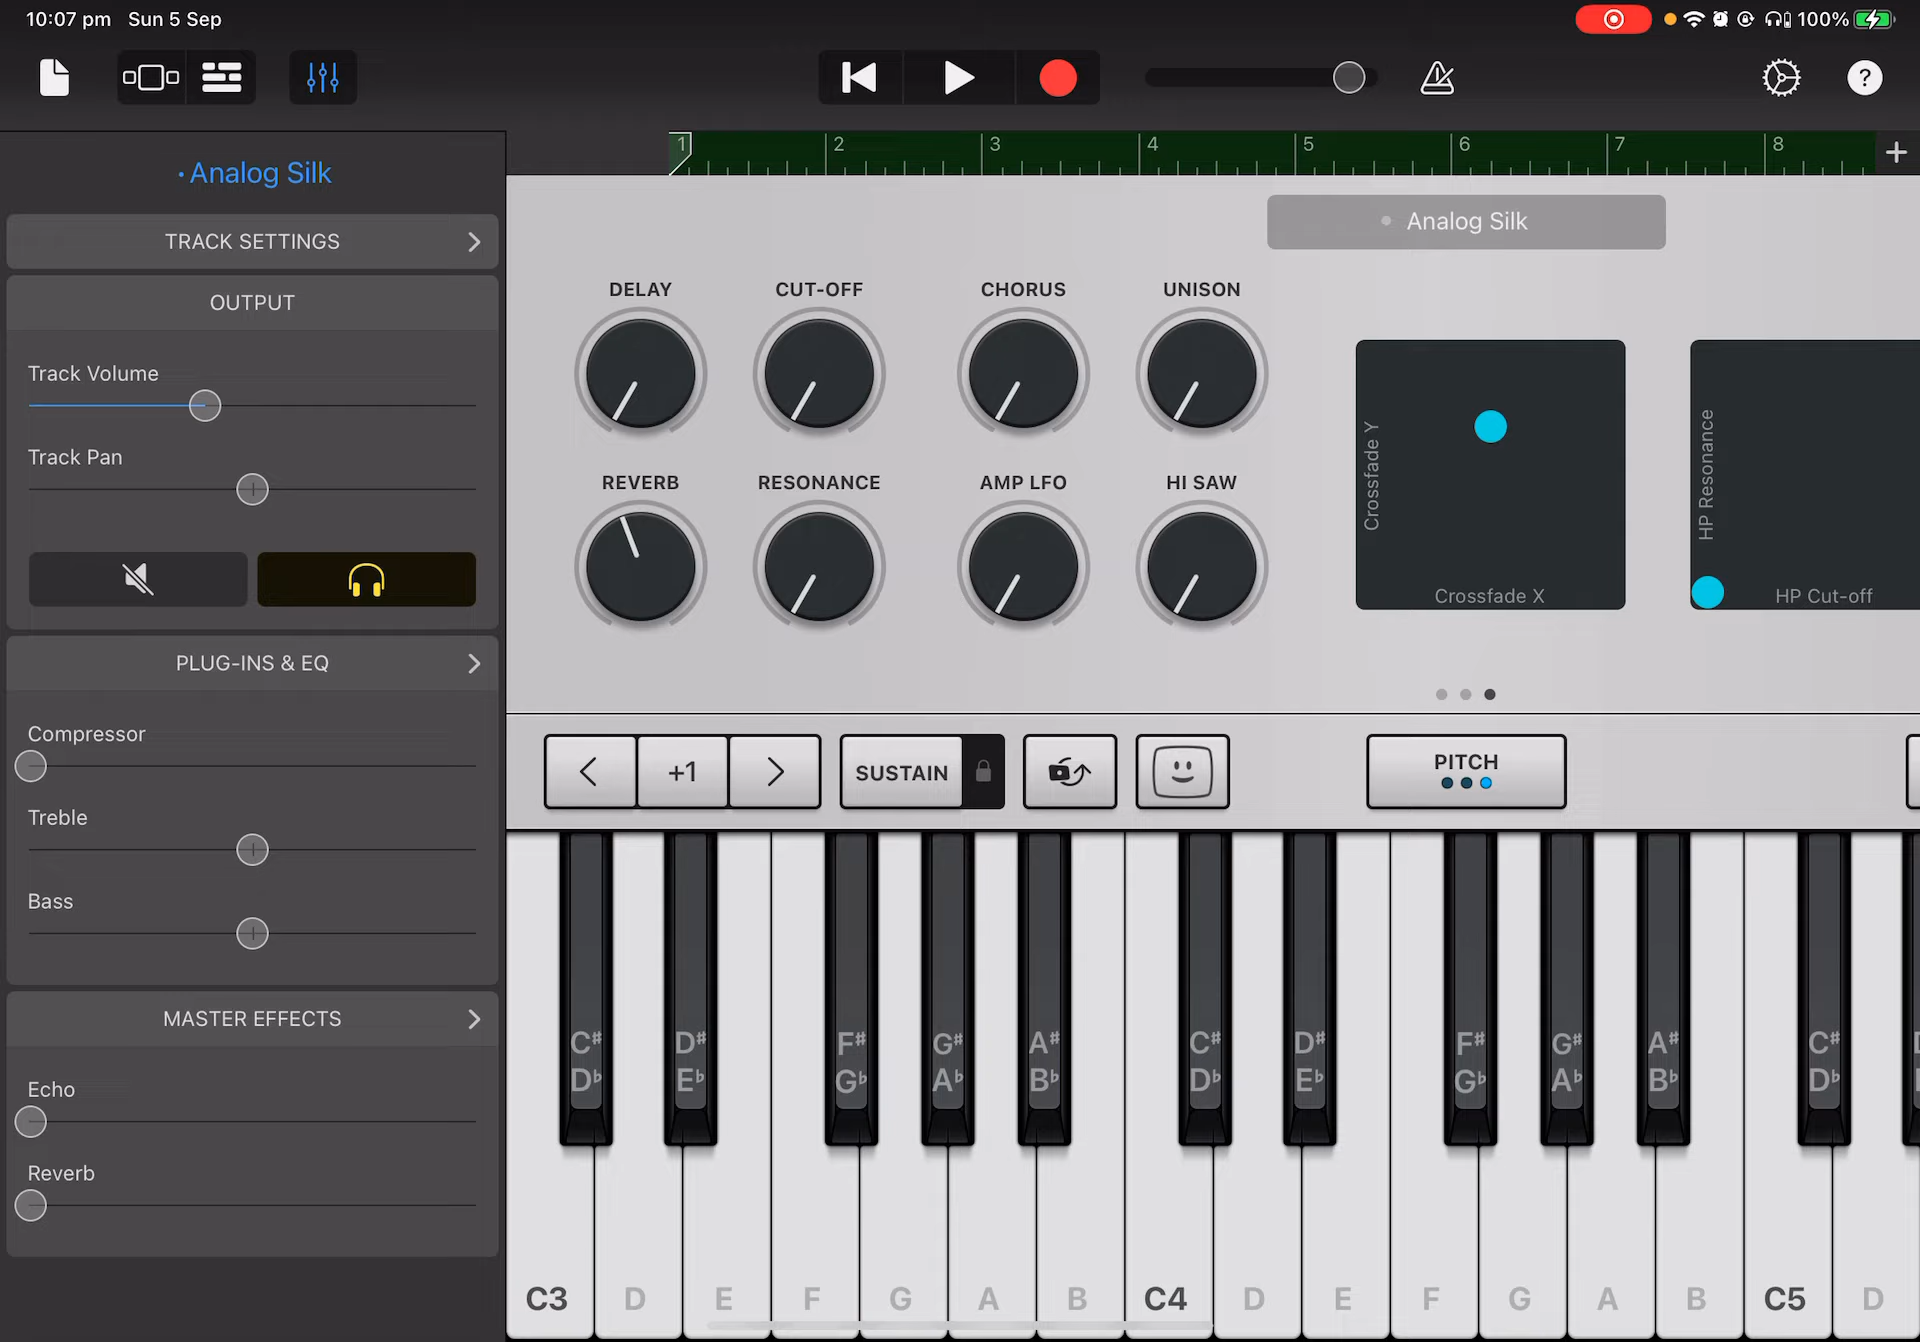 10:07 pm Sun 5 Sep
100%
?
1 2 3 4 5 6 7 8 +
Analog Silk
TRACK SETTINGS
OUTPUT
Track Volume
Track Pan
PLUG-INS & EQ
Compressor
Treble
Bass
MASTER EFFECTS
Echo
Reverb
Analog Silk
DELAY CUT-OFF CHORUS UNISON
REVERB RESONANCE AMP LFO HI SAW
Crossfade Y
Crossfade X
HP Resonance
HP Cut-off
+1
SUSTAIN
PITCH
C# D# F# G# A# C# D# F# G# A# C#
D♭ E♭ G♭ A♭ B♭ D♭ E♭ G♭ A♭ B♭ D♭
C3 D E F G A B C4 D E F G A B C5 D